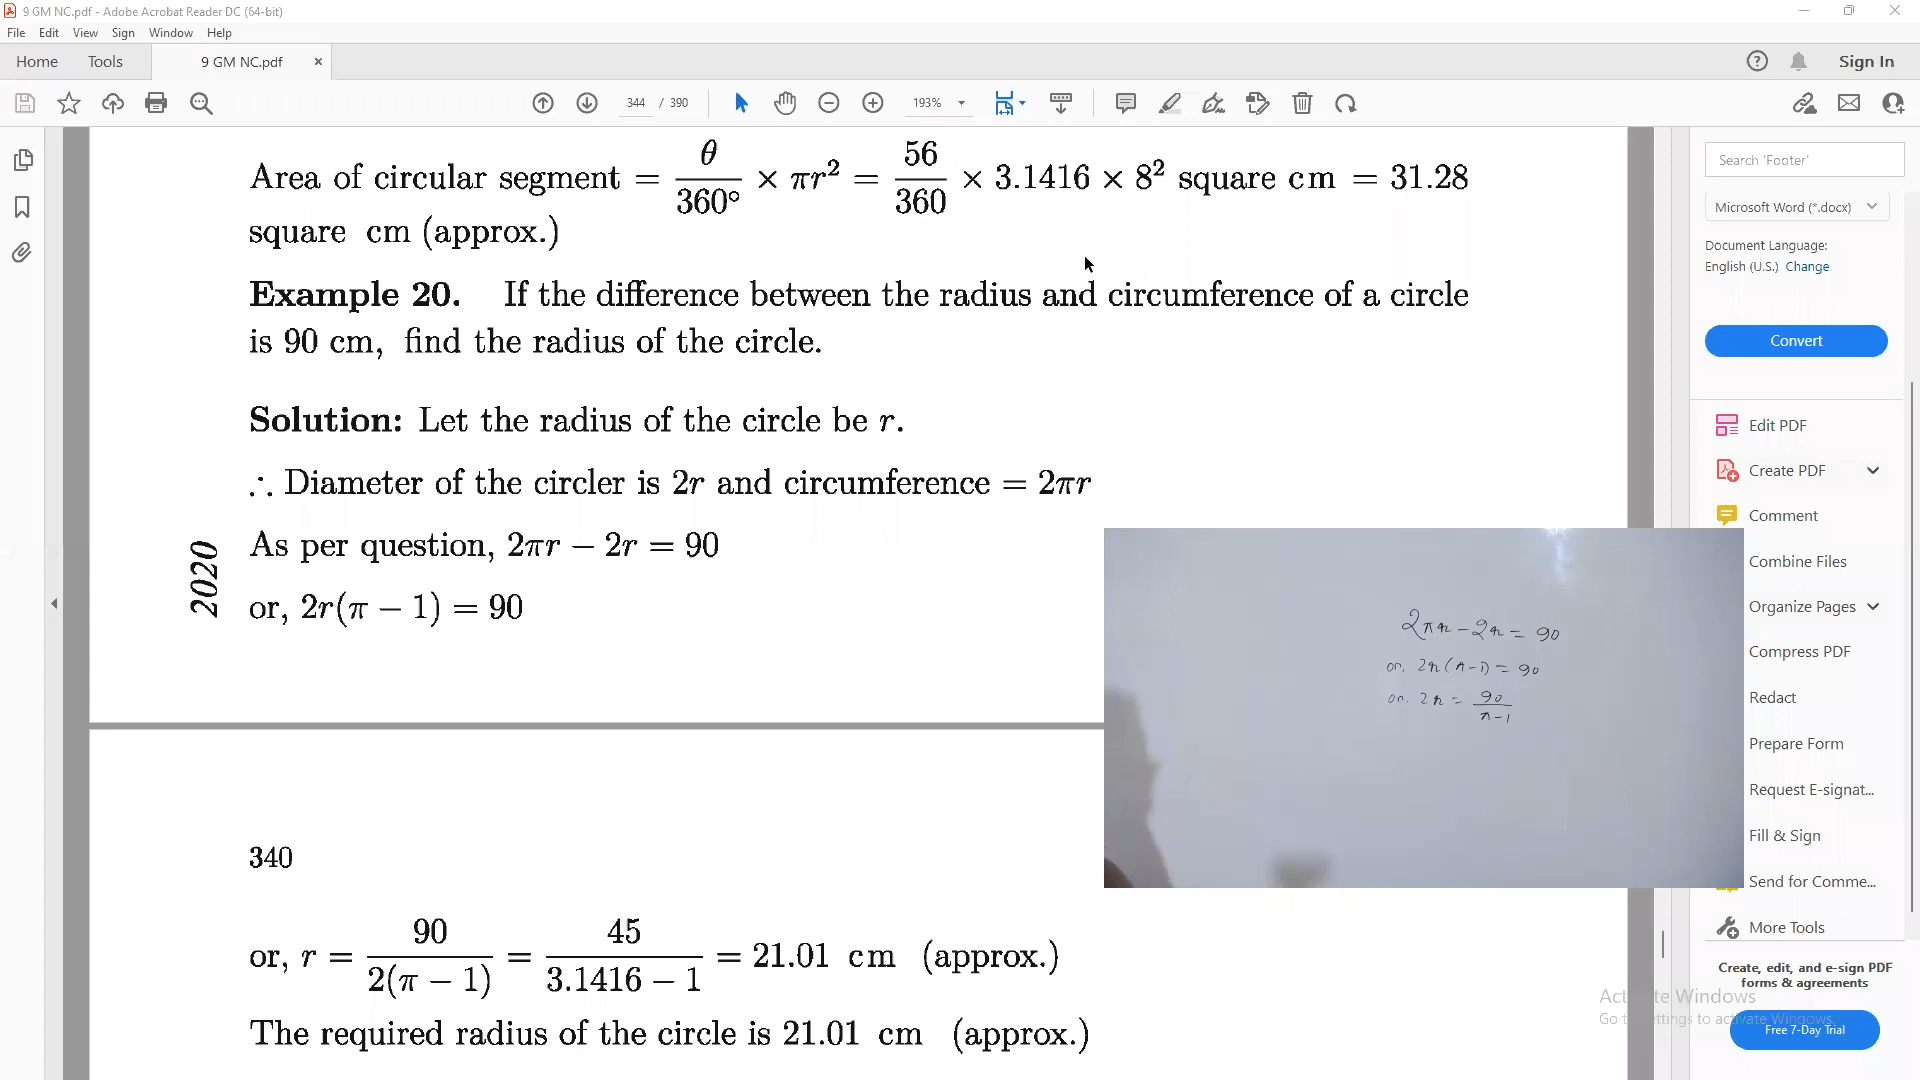 9 GM NC.pdf - Adobe Acrobat Reader DC (64-bit)
File Edit View Sign Window Help
Home Tools 9 GM NC.pdf × Sign In
344 / 390 193%
Area of circular segment = θ/360° × πr² = 56/360 × 3.1416 × 8² square cm = 31.28
square cm (approx.)
Example 20. If the difference between the radius and circumference of a circle
is 90 cm, find the radius of the circle.
Solution: Let the radius of the circle be r.
∴ Diameter of the circler is 2r and circumference = 2πr
As per question, 2πr − 2r = 90
or, 2r(π − 1) = 90
2020
340
or, r = 90/2(π − 1) = 45/3.1416 − 1 = 21.01 cm (approx.)
The required radius of the circle is 21.01 cm (approx.)
2πr − 2r = 90
or, 2r(π − 1) = 90
or, 2r = 90/π − 1
Search 'Footer'
Microsoft Word (*.docx)
Document Language:
English (U.S.) Change
Convert
Edit PDF
Create PDF
Comment
Combine Files
Organize Pages
Compress PDF
Redact
Prepare Form
Request E-signat...
Fill & Sign
Send for Comme...
More Tools
Create, edit, and e-sign PDF
forms & agreements
Free 7-Day Trial
Windows